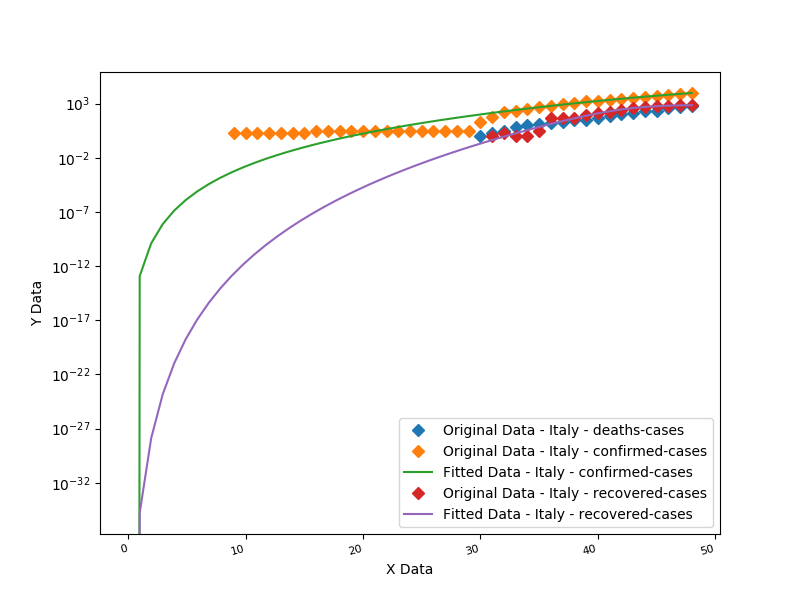 10^3
10^-2
10^-7
10^-12
10^-17
10^-22
10^-27
10^-32
Y Data
Original Data - Italy - deaths-cases
Original Data - Italy - confirmed-cases
Fitted Data - Italy - confirmed-cases
Original Data - Italy - recovered-cases
Fitted Data - Italy - recovered-cases
0 10 20 30 40 50
X Data